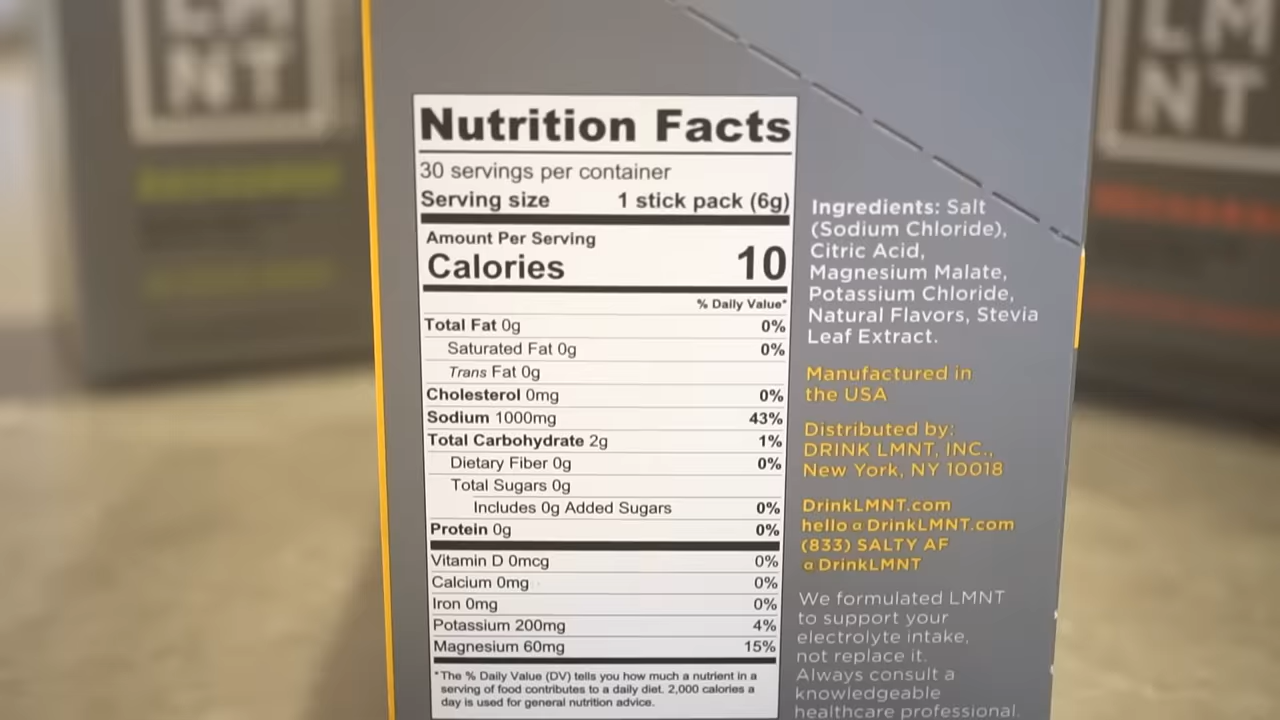 LM
NT
LM
NT
Nutrition Facts
30 servings per container
Serving size 1 stick pack (6g)
Amount Per Serving
Calories 10
% Daily Value*
Total Fat 0g 0%
Saturated Fat 0g 0%
Trans Fat 0g
Cholesterol 0mg 0%
Sodium 1000mg 43%
Total Carbohydrate 2g 1%
Dietary Fiber 0g 0%
Total Sugars 0g
Includes 0g Added Sugars 0%
Protein 0g 0%
Vitamin D 0mcg 0%
Calcium 0mg 0%
Iron 0mg 0%
Potassium 200mg 4%
Magnesium 60mg 15%
*The % Daily Value (DV) tells you how much a nutrient in a
serving of food contributes to a daily diet. 2,000 calories a
day is used for general nutrition advice.
Ingredients: Salt
(Sodium Chloride),
Citric Acid,
Magnesium Malate,
Potassium Chloride,
Natural Flavors, Stevia
Leaf Extract.
Manufactured in
the USA
Distributed by:
DRINK LMNT, INC.,
New York, NY 10018
DrinkLMNT.com
hello@DrinkLMNT.com
(833) SALTY AF
@DrinkLMNT
We formulated LMNT
to support your
electrolyte intake,
not replace it.
Always consult a
knowledgeable
healthcare professional.